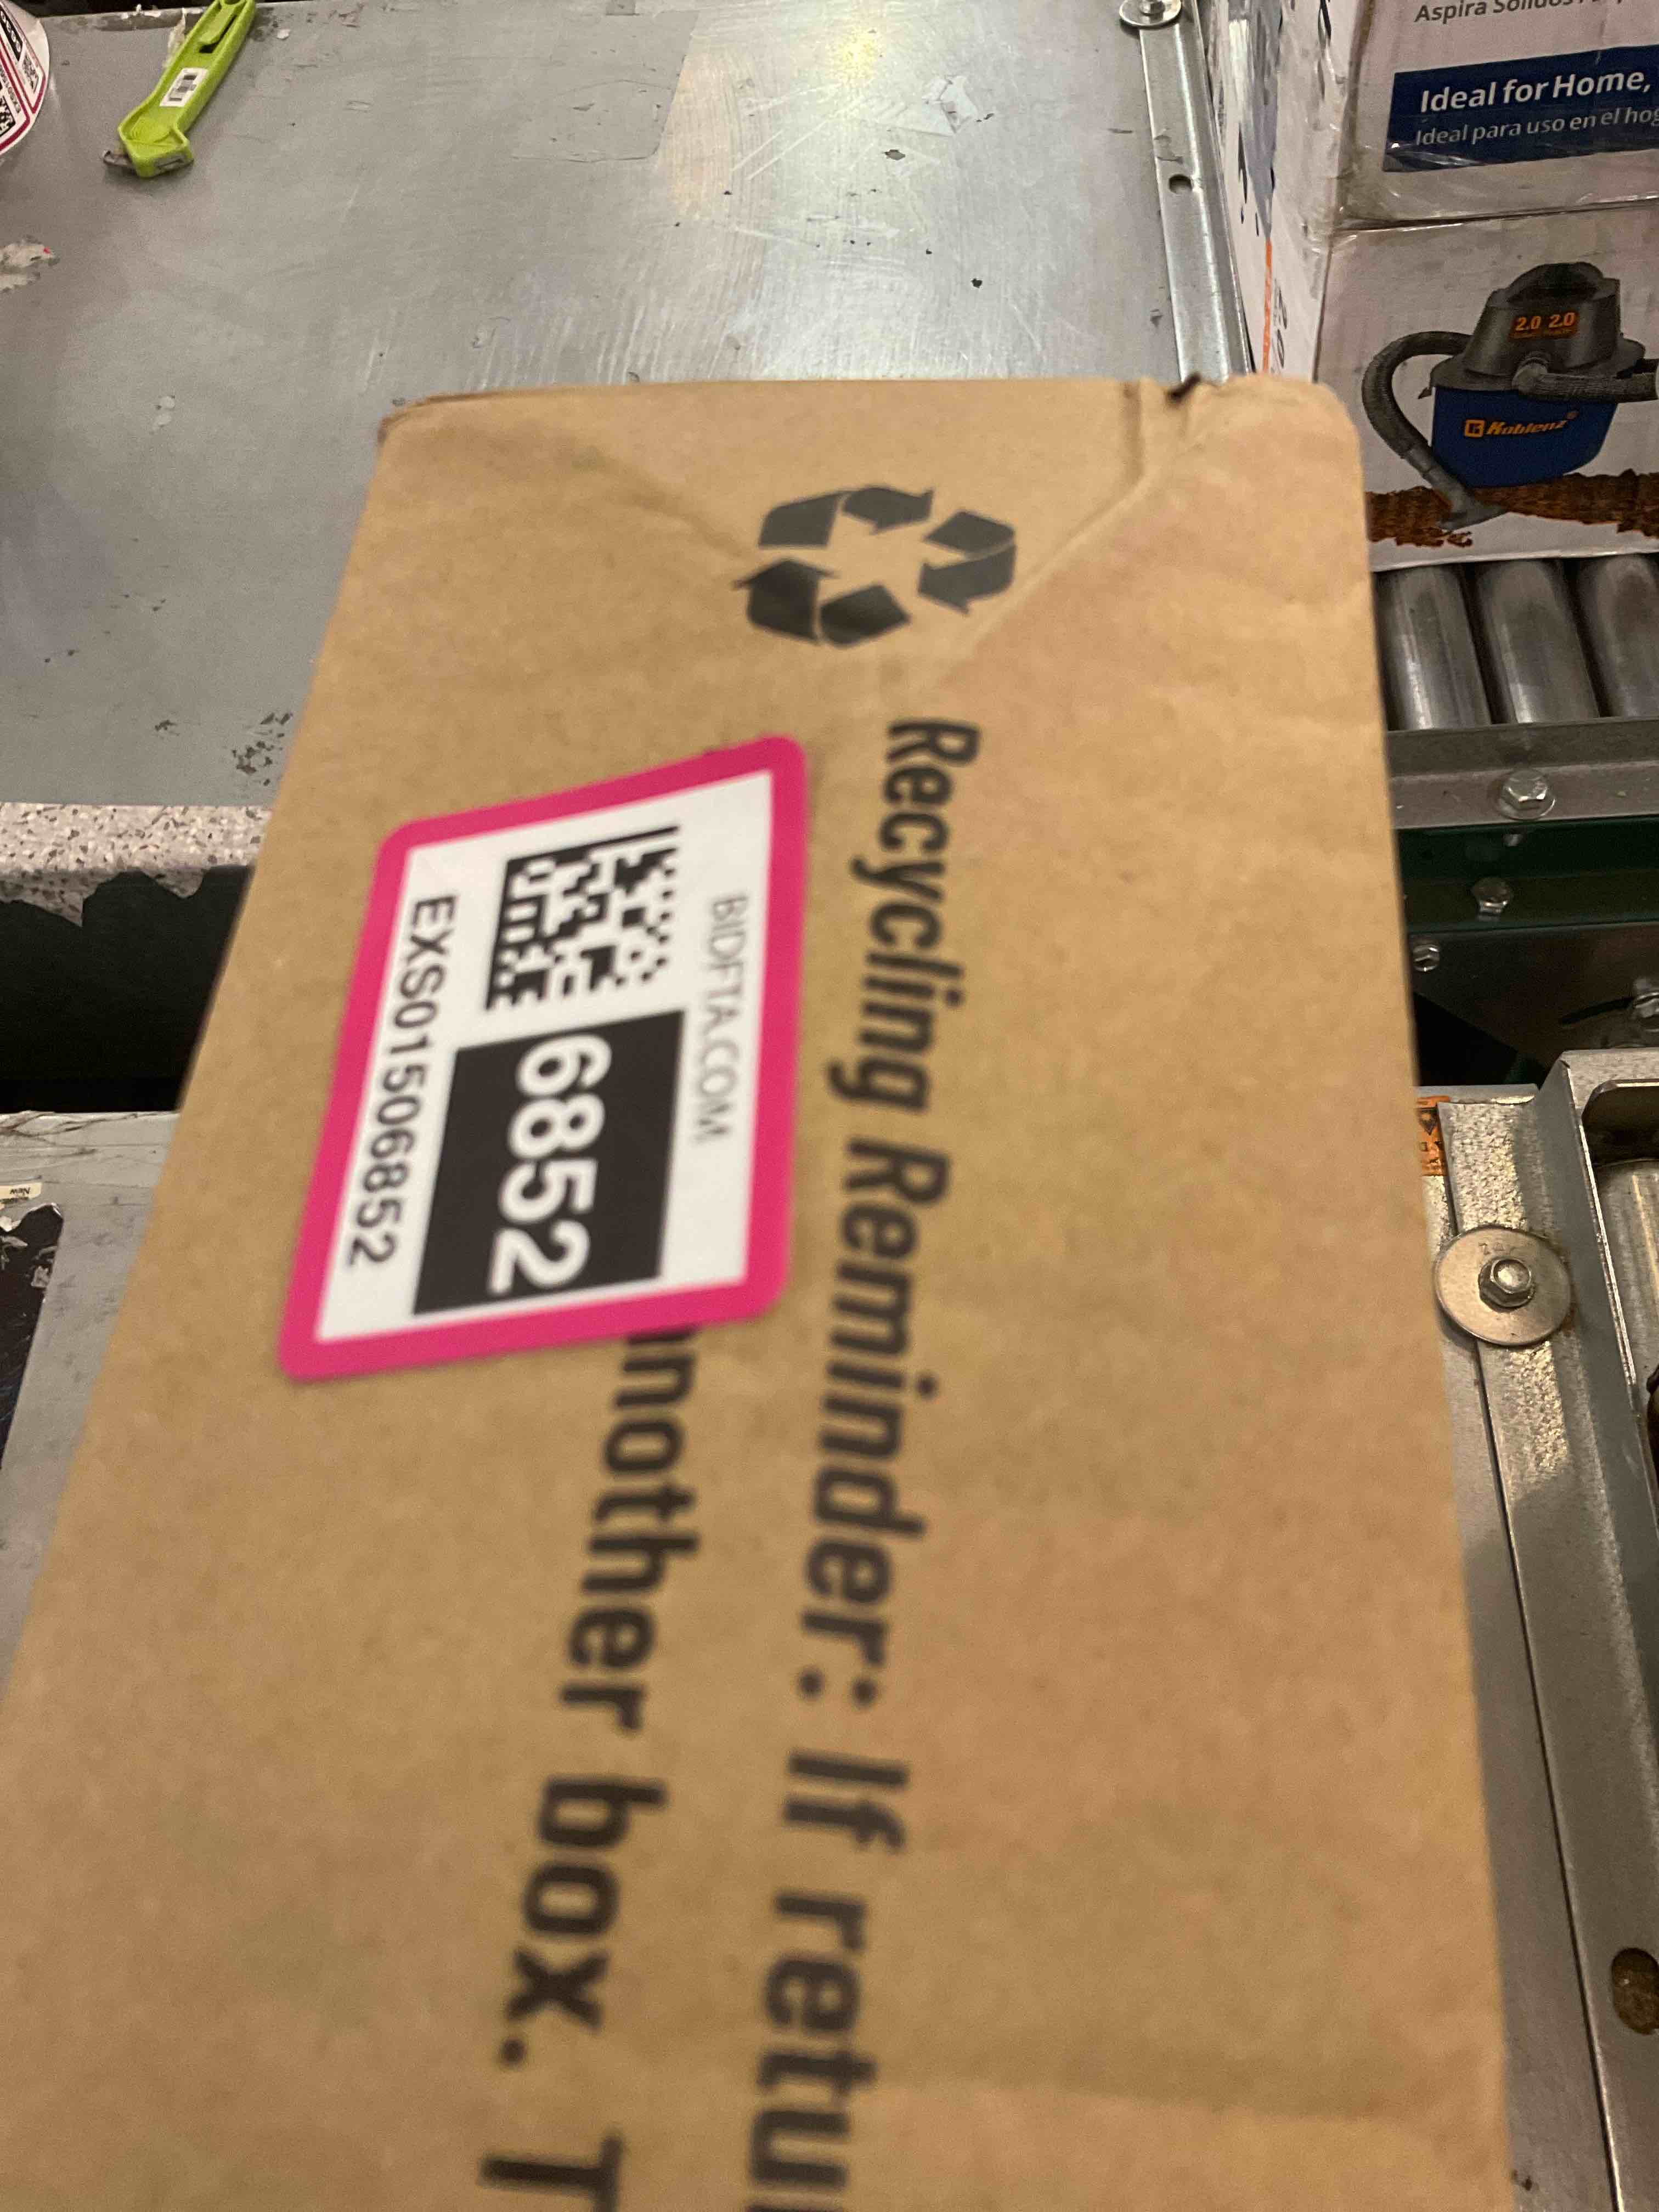 Ideal for Home,
Ideal para uso en el hog
2.0 2.0
Koblenz
BIDFTA.COM
6852
EXS01506852
Recycling Reminder: If retu
nother box. T